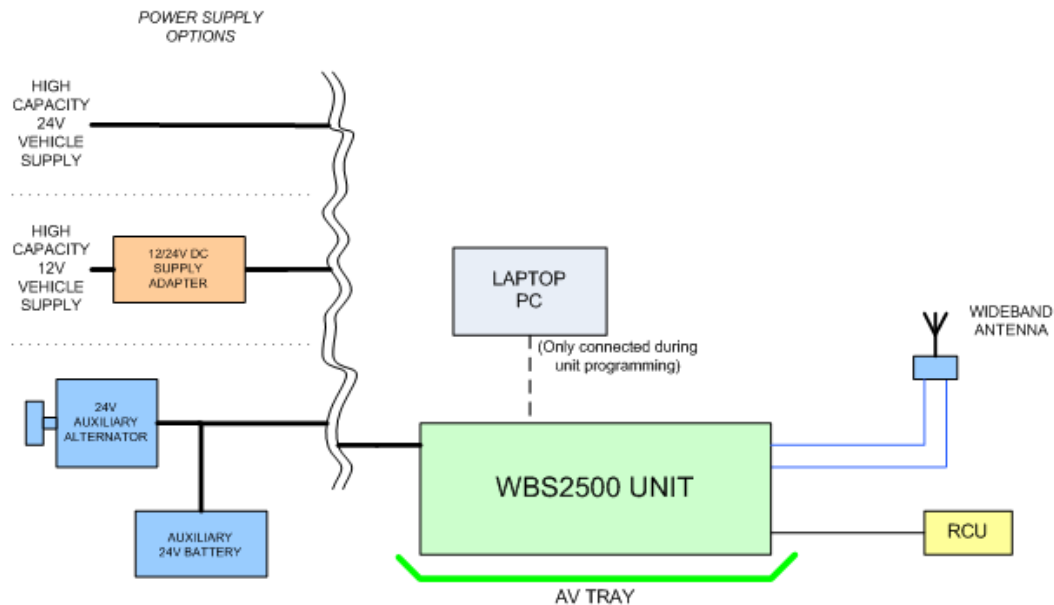 POWER SUPPLY
OPTIONS
HIGH
CAPACITY
24V
VEHICLE
SUPPLY
HIGH
CAPACITY
12V
VEHICLE
SUPPLY
12/24V DC
SUPPLY
ADAPTER
LAPTOP
PC
(Only connected during
unit programming)
WIDEBAND
ANTENNA
24V
AUXILIARY
ALTERNATOR
AUXILIARY
24V BATTERY
WBS2500 UNIT
RCU
AV TRAY